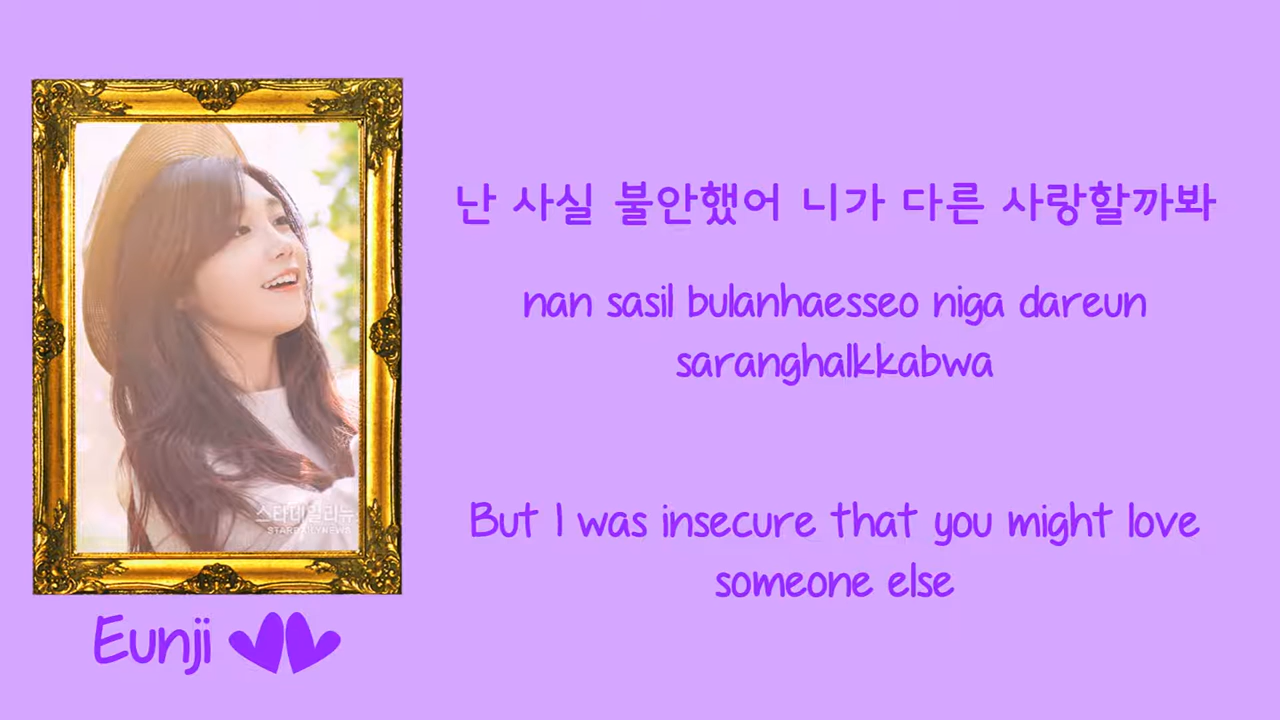 난 사실 불안했어 니가 다른 사랑할까봐
nan sasil bulanhaesseo niga dareun
saranghalkkabwa
But I was insecure that you might love
someone else
스타데일리뉴
STARDAILYNEWS
Eunji